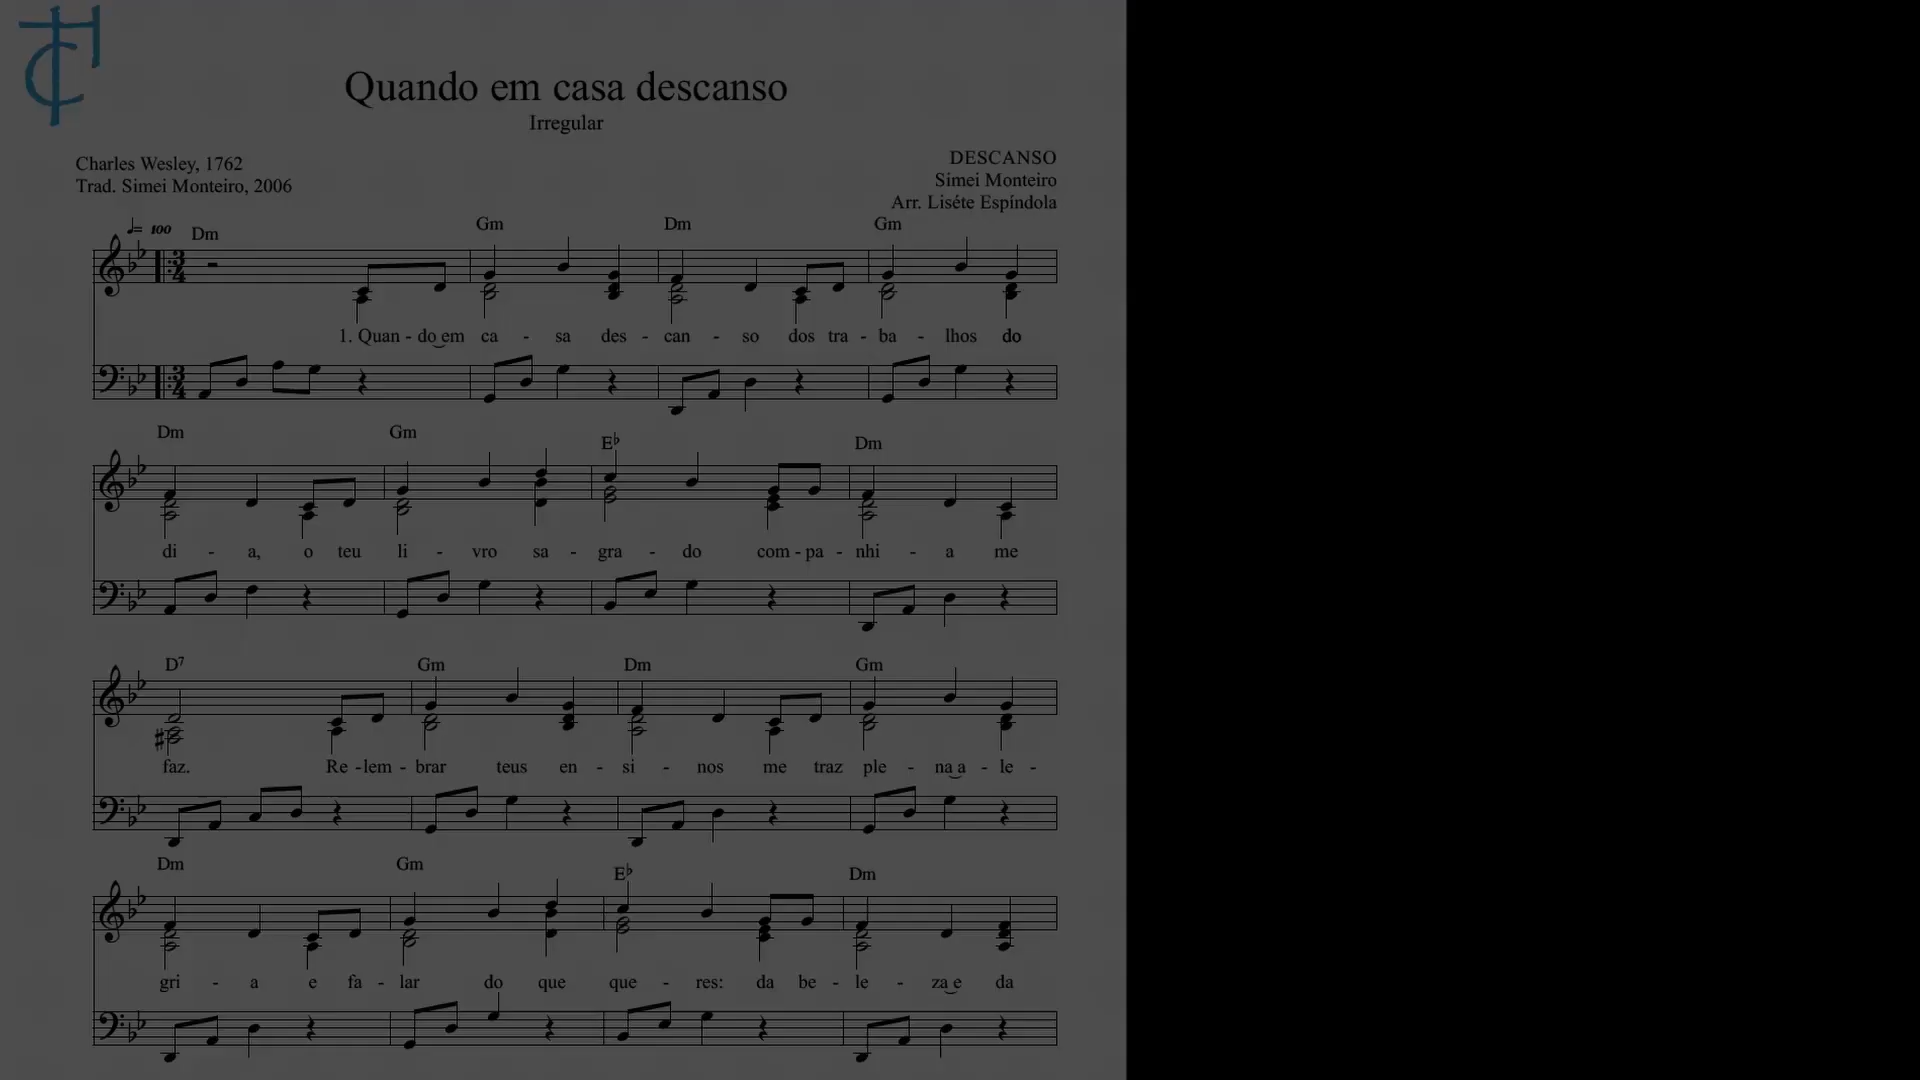 Quando em casa descanso
Irregular
Charles Wesley, 1762
Trad. Simei Monteiro, 2006
DESCANSO
Simei Monteiro
Arr. Liséte Espíndola
♩= 100
Dm Gm Dm Gm
1. Quan - do‿em ca - sa des - can - so dos tra - ba - lhos do
Dm Gm E♭ Dm
di - a, o teu li - vro sa - gra - do com - pa - nhi - a me
D7 Gm Dm Gm
faz. Re - lem - brar teus en - si - nos me traz ple - na‿a - le -
Dm Gm E♭ Dm
gri - a e fa - lar do que que - res: da be - le - za‿e da